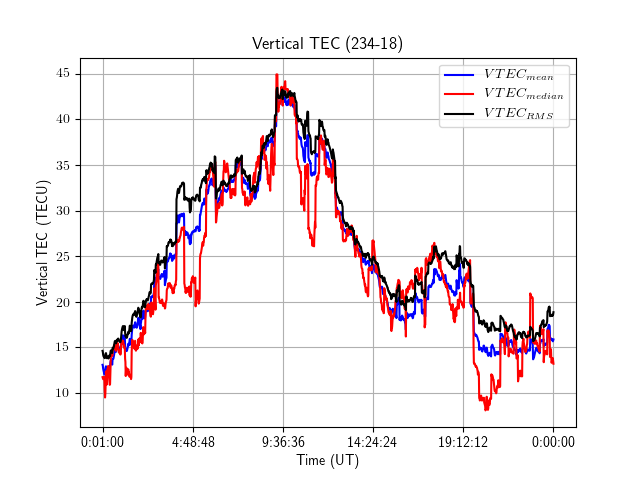 Vertical TEC (234-18)
VTEC_mean
VTEC_median
VTEC_RMS
Vertical TEC (TECU)
45
40
35
30
25
20
15
10
0:01:00 4:48:48 9:36:36 14:24:24 19:12:12 0:00:00
Time (UT)